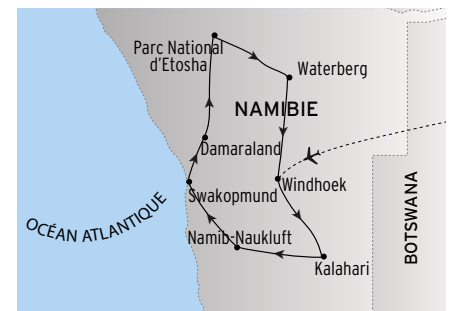 Parc National
d'Etosha
Waterberg
NAMIBIE
Damaraland
Swakopmund
Windhoek
OCÉAN ATLANTIQUE
Namib-Naukluft
Kalahari
BOTSWANA